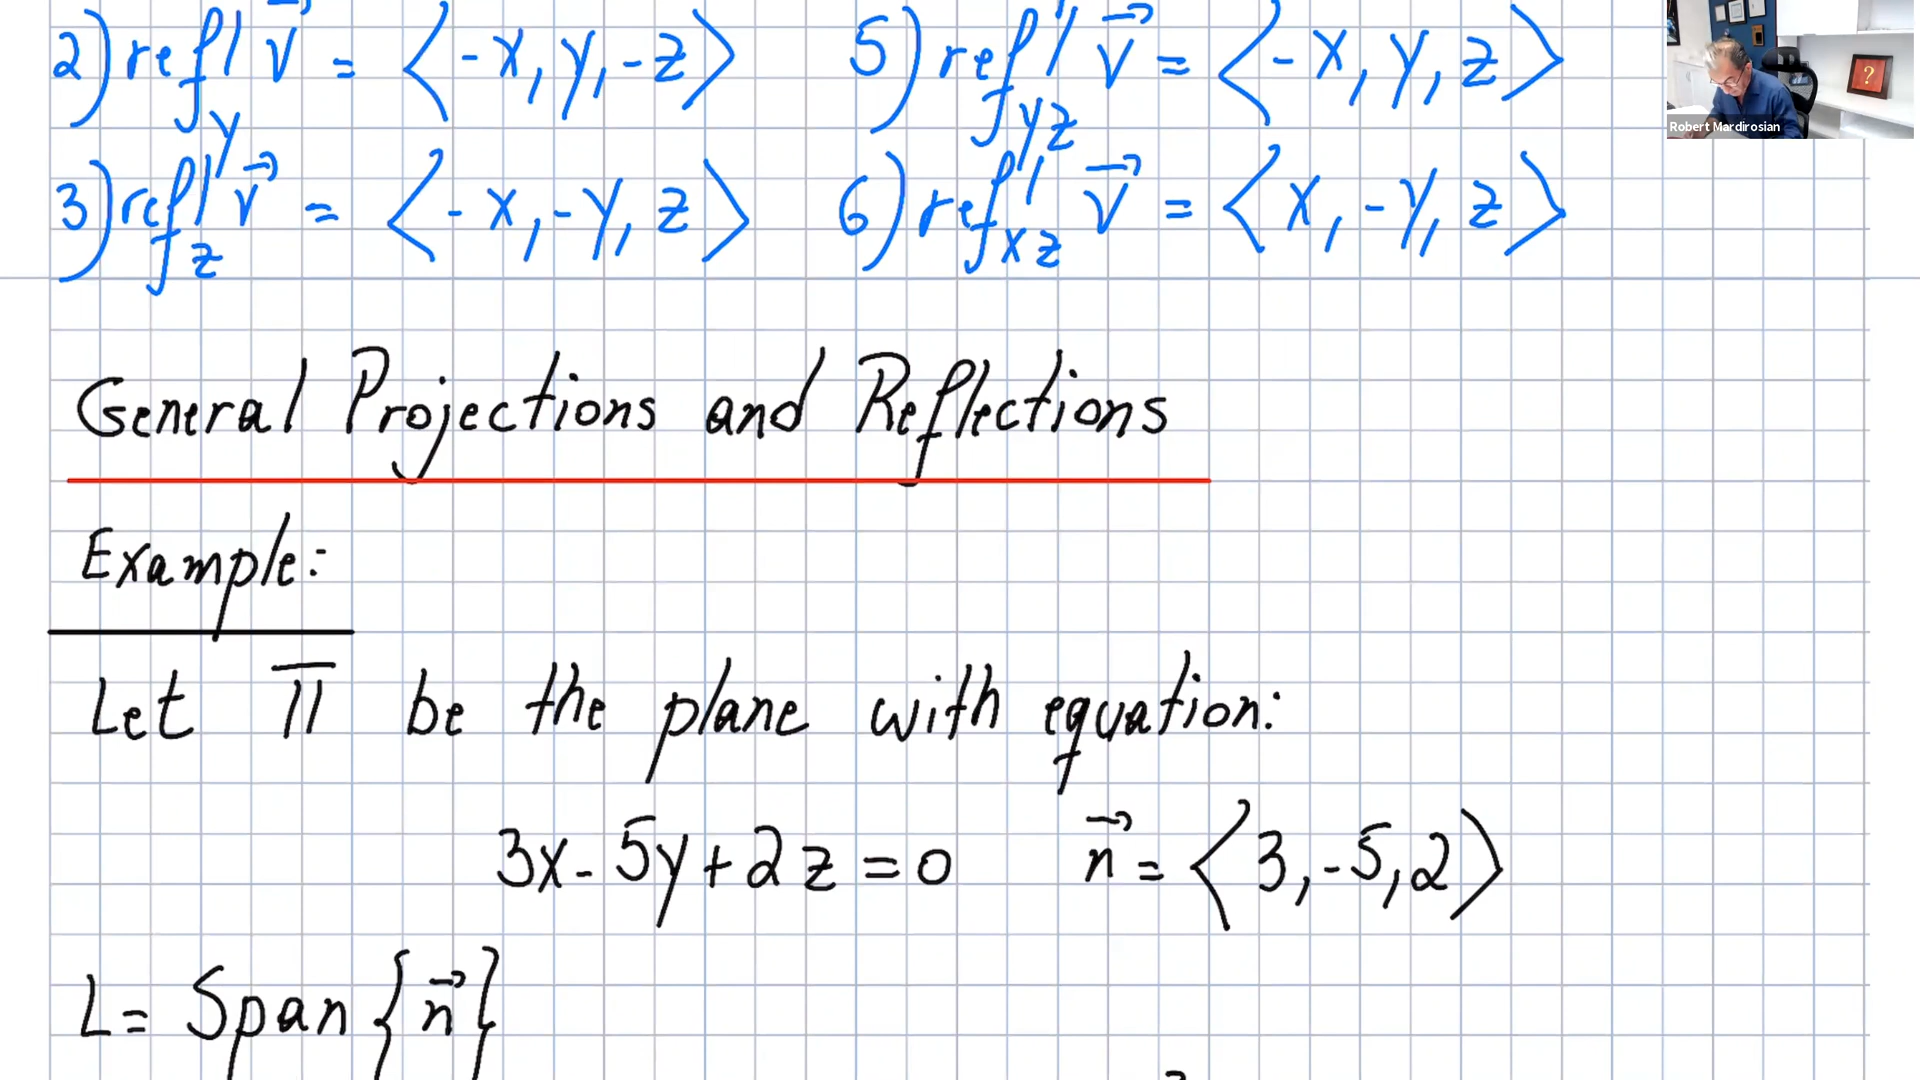 2) refl_y v⃗ = ⟨-x, y, -z⟩
5) refl_yz v⃗ = ⟨-x, y, z⟩
?
Robert Mardirosian
3) refl_z v⃗ = ⟨-x, -y, z⟩
6) refl_xz v⃗ = ⟨x, -y, z⟩
General Projections and Reflections
Example:
Let Π be the plane with equation:
3x - 5y + 2z = 0 n⃗ = ⟨3, -5, 2⟩
L = Span {n⃗}